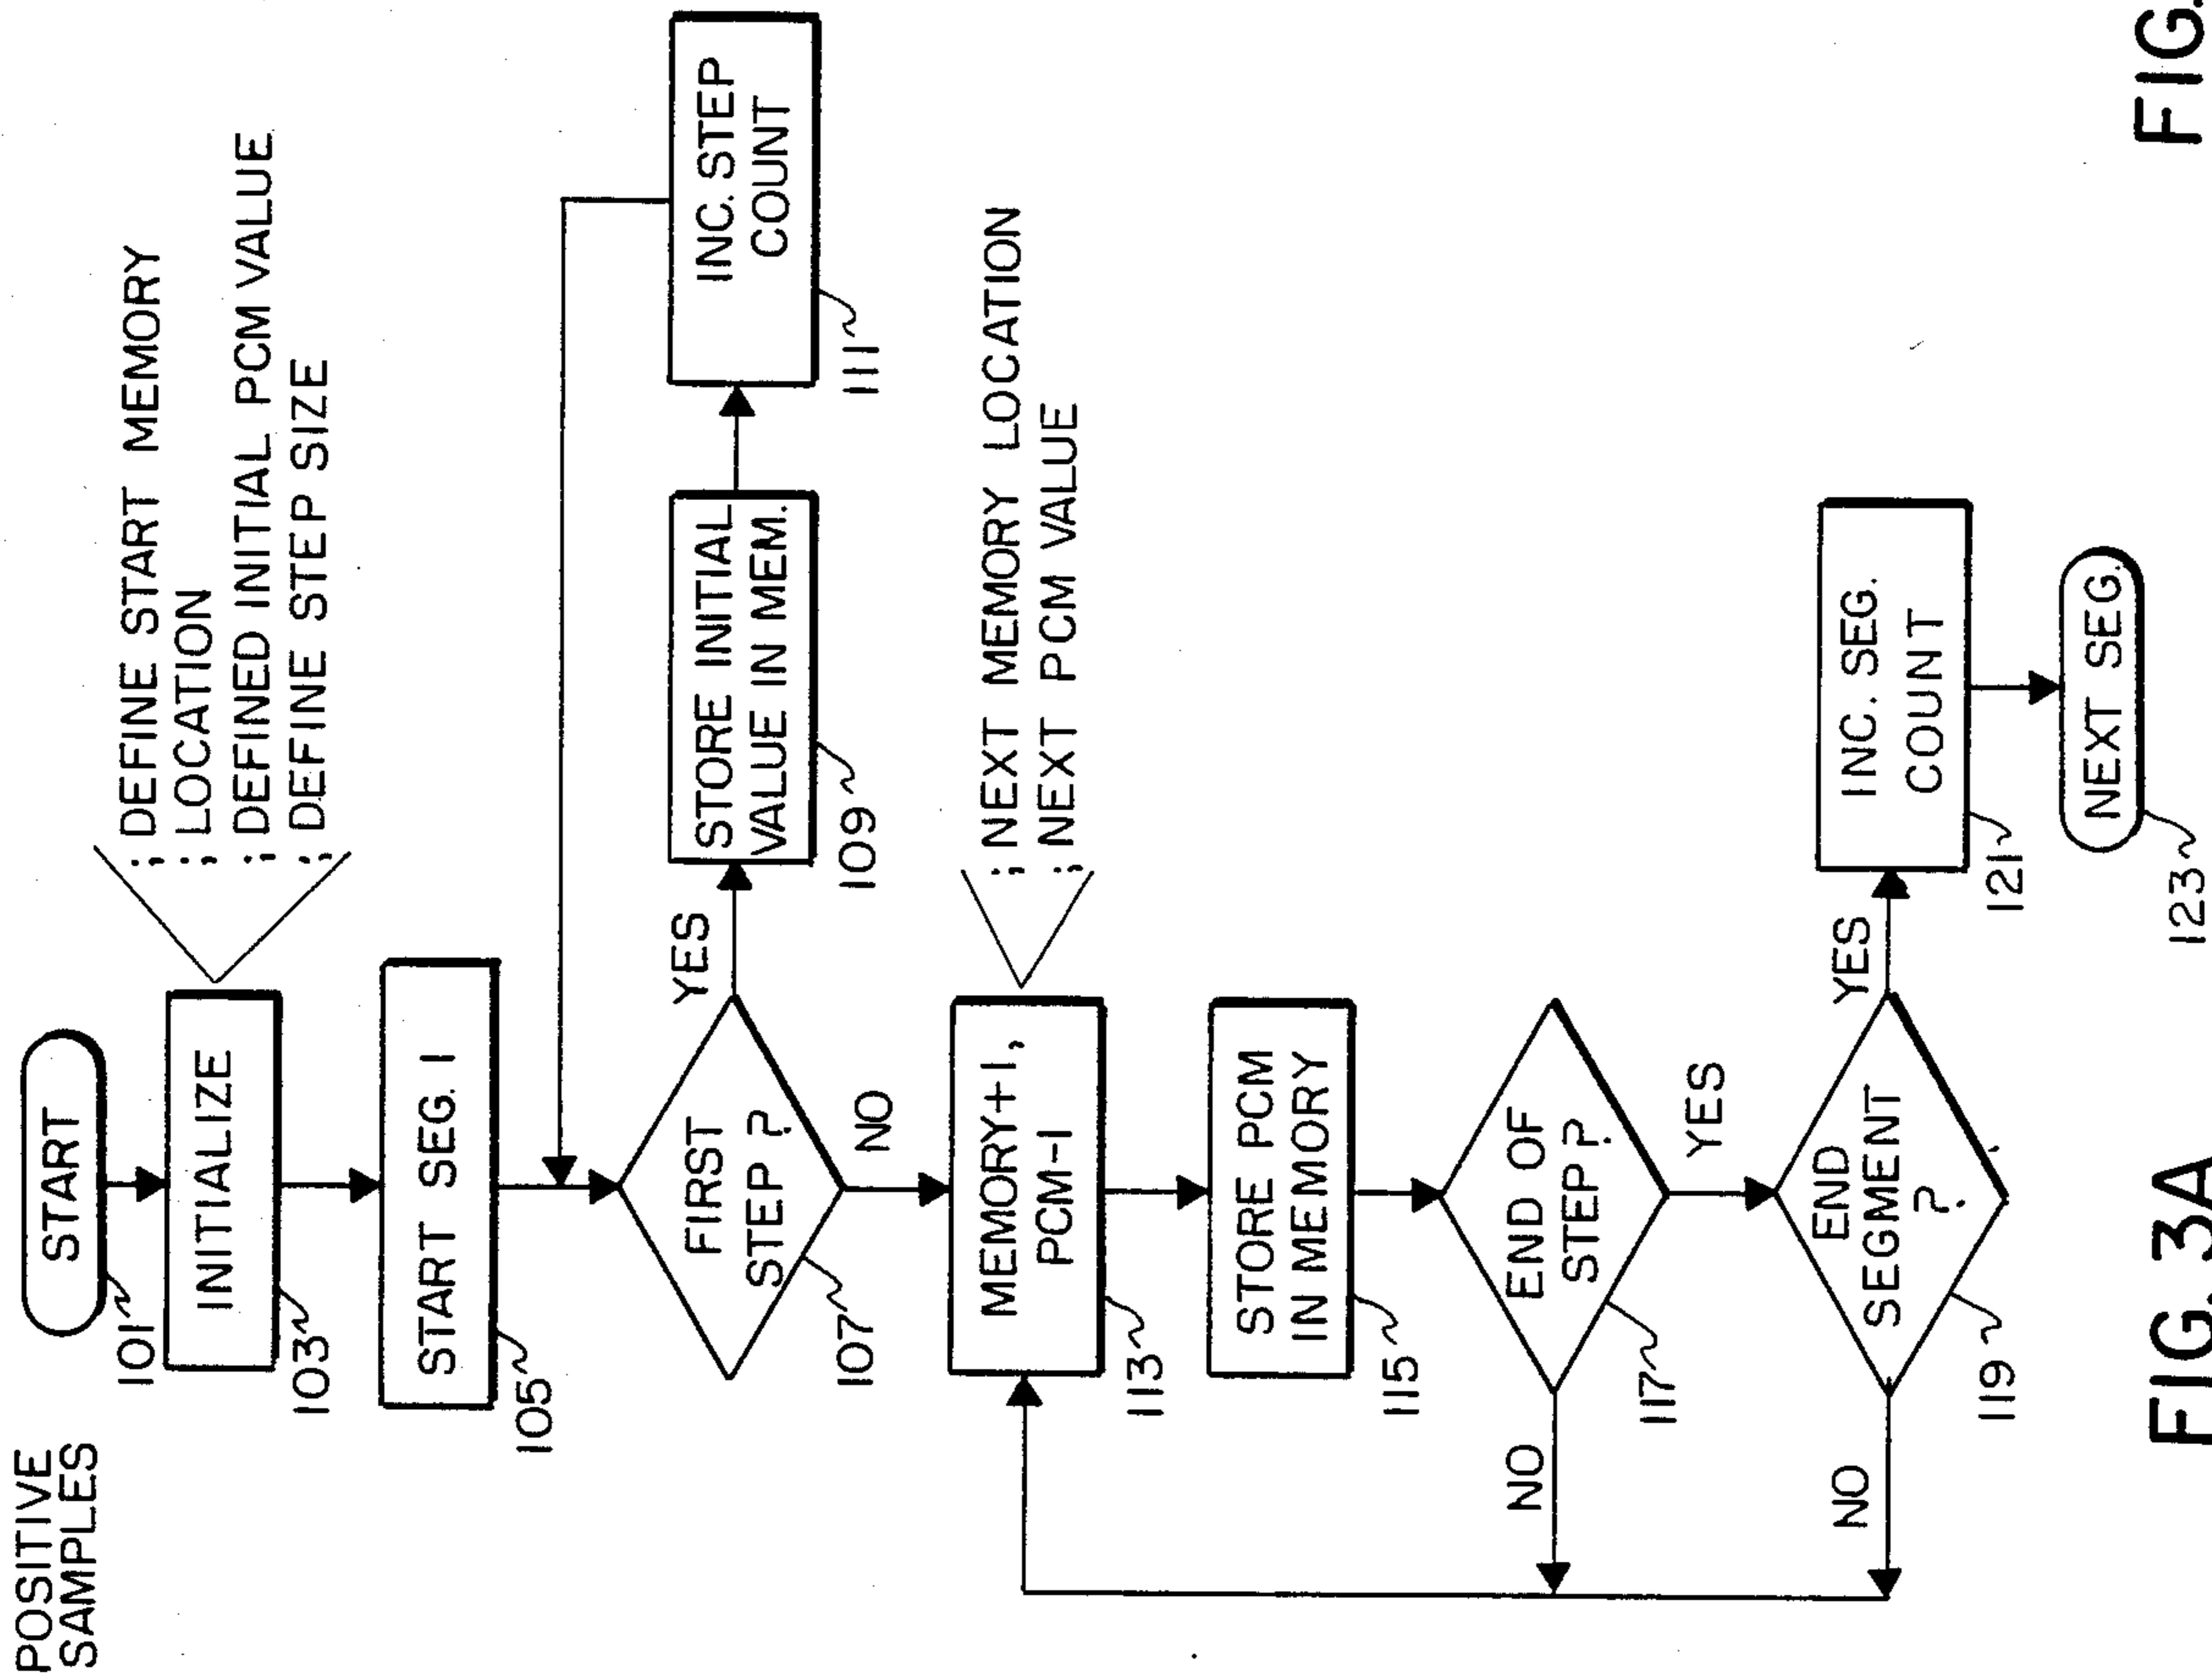 POSITIVE
SAMPLES
START
101
INITIALIZE
103
; DEFINE START MEMORY
; LOCATION
; DEFINED INITIAL PCM VALUE
; DEFINE STEP SIZE
START SEG. 1
105
FIRST
STEP ?
107
YES
NO
STORE INITIAL
VALUE IN MEM.
109
INC. STEP
COUNT
111
MEMORY+1,
PCM-1
113
; NEXT MEMORY LOCATION
; NEXT PCM VALUE
STORE PCM
IN MEMORY
115
END OF
STEP ?
117
NO
YES
END
SEGMENT
?
119
NO
YES
INC. SEG.
COUNT
121
NEXT SEG.
123
FIG. 3A
FIG.